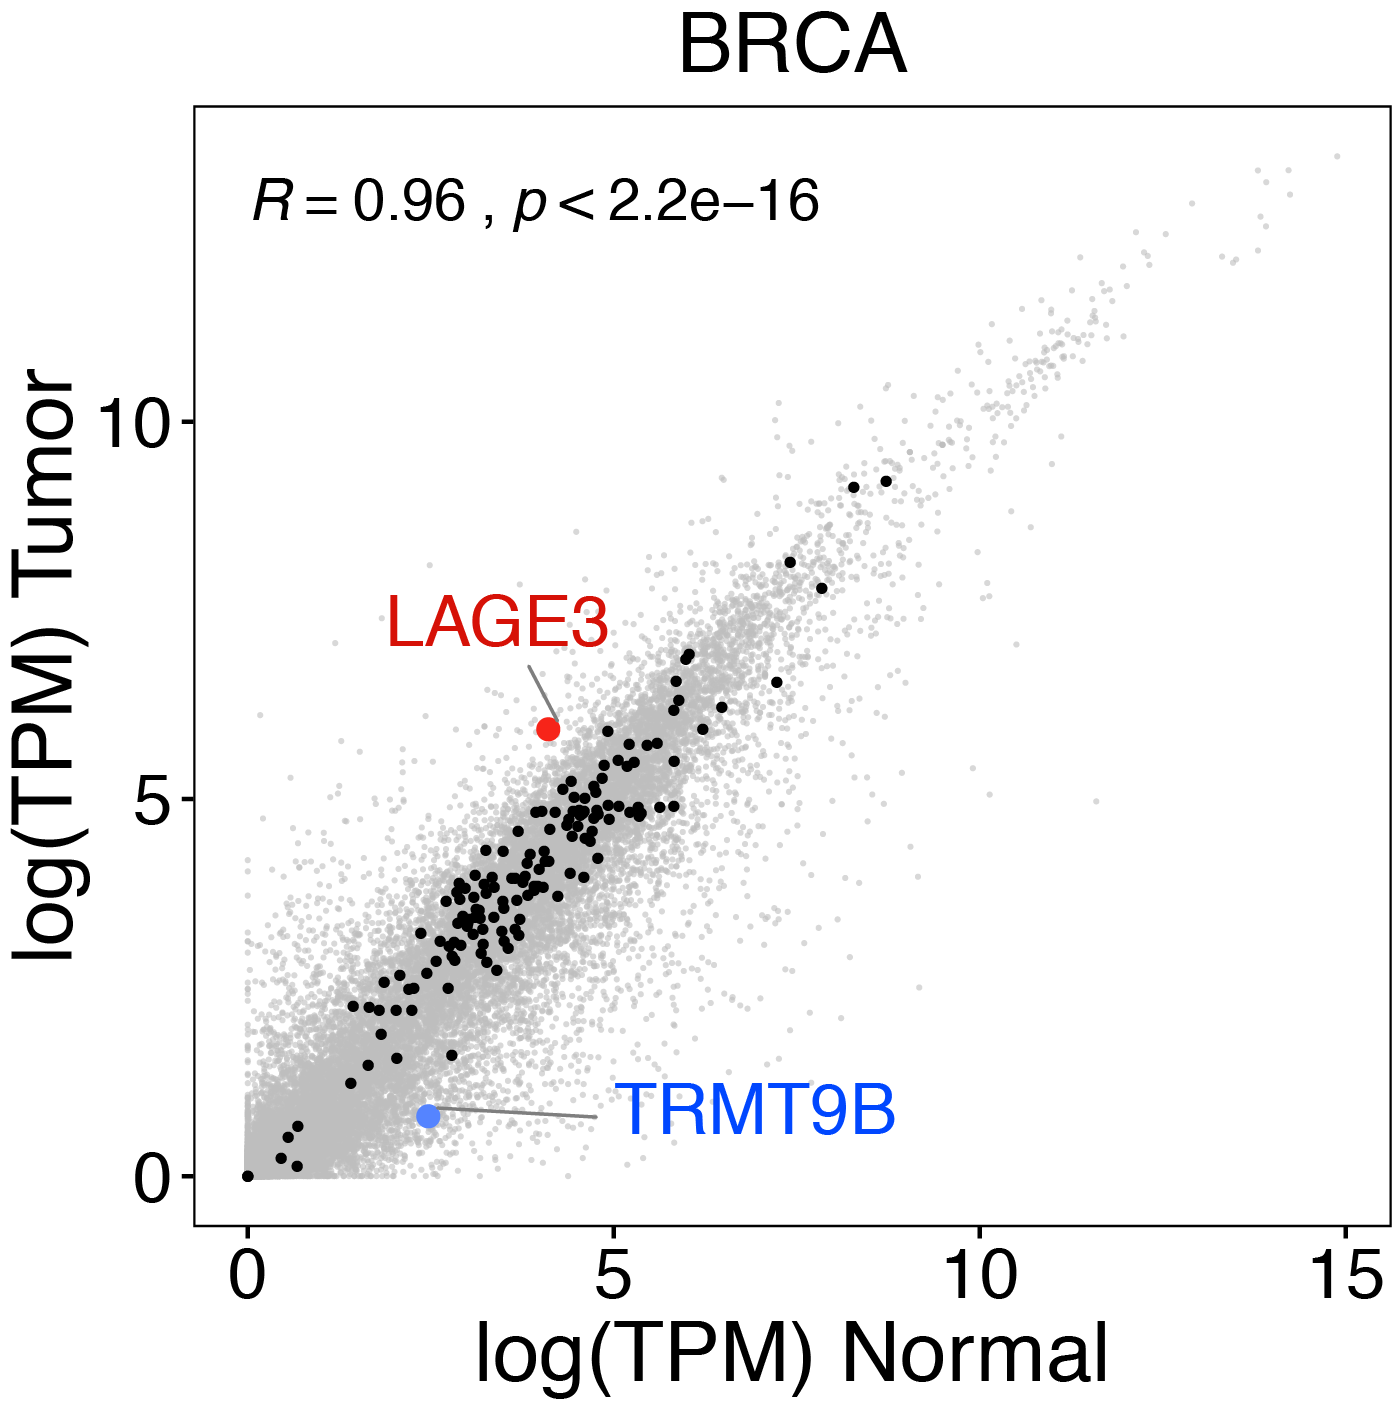 BRCA
R = 0.96 , p < 2.2e−16
log(TPM) Tumor
10
5
0
LAGE3
TRMT9B
0 5 10 15
log(TPM) Normal